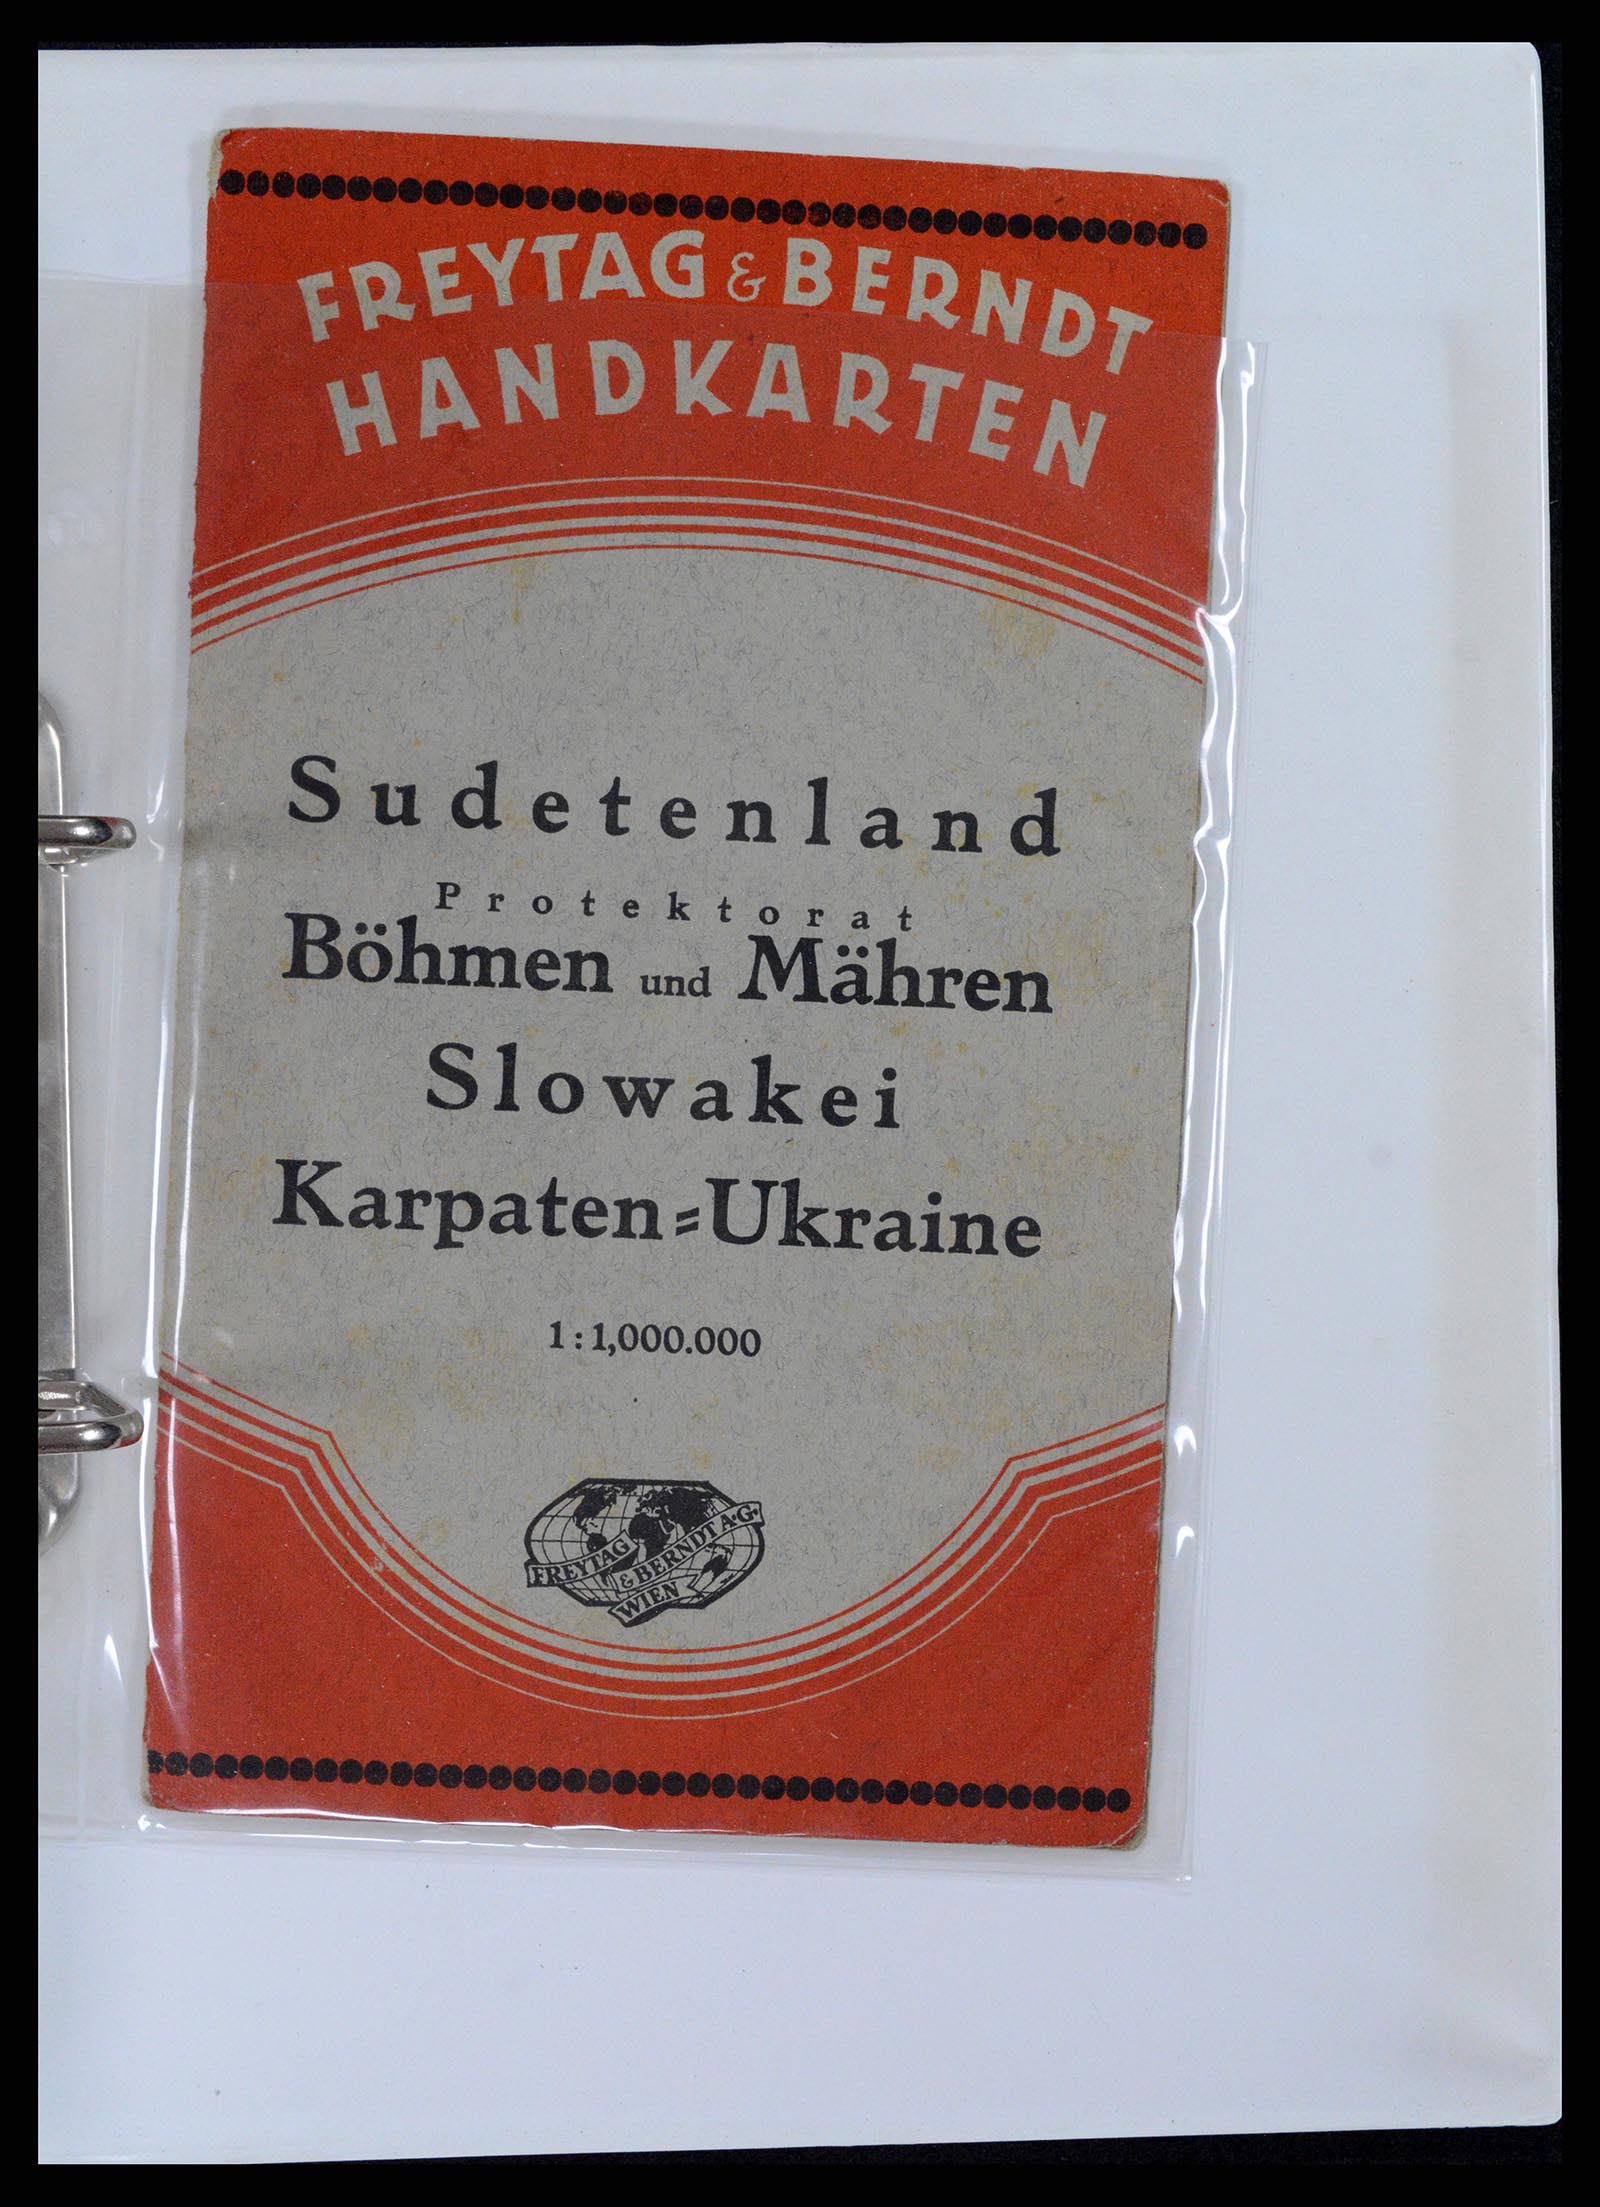 FREYTAG & BERNDT
HANDKARTEN
Sudetenland
Protektorat
Böhmen und Mähren
Slowakei
Karpaten=Ukraine
1:1,000.000
FREYTAG
& BERNDT A·G·
WIEN